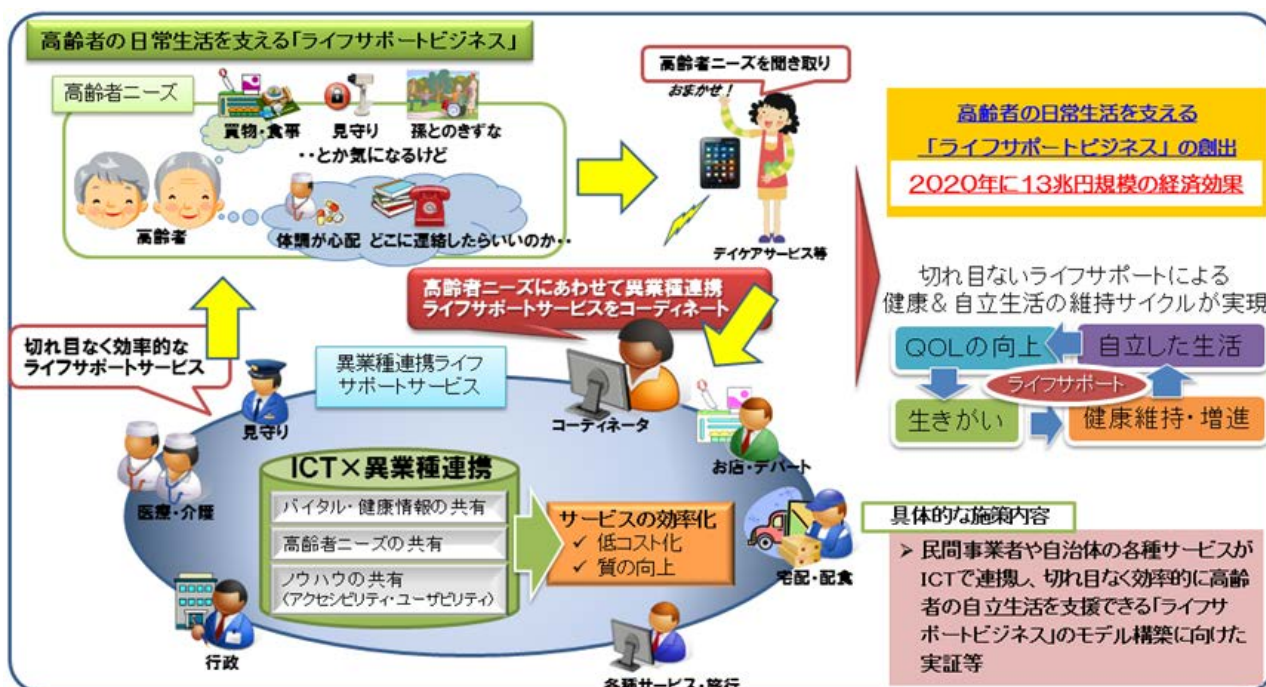 高齢者の日常生活を支える「ライフサポートビジネス」
高齢者ニーズ
買物・食事
見守り
孫とのきずな
・・とか気になるけど
高齢者
体調が心配
どこに連絡したらいいのか・・
高齢者ニーズを聞き取り
おまかせ!
デイケアサービス等
高齢者ニーズにあわせて異業種連携
ライフサポートサービスをコーディネート
切れ目なく効率的な
ライフサポートサービス
異業種連携ライフ
サポートサービス
見守り
コーディネータ
お店・デパート
医療・介護
ICT×異業種連携
バイタル・健康情報の共有
高齢者ニーズの共有
ノウハウの共有
(アクセシビリティ・ユーザビリティ)
サービスの効率化
✓ 低コスト化
✓ 質の向上
宅配・配食
行政
各種サービス・旅行
高齢者の日常生活を支える
「ライフサポートビジネス」の創出
2020年に13兆円規模の経済効果
切れ目ないライフサポートによる
健康&自立生活の維持サイクルが実現
QOLの向上
自立した生活
ライフサポート
生きがい
健康維持・増進
具体的な施策内容
➢ 民間事業者や自治体の各種サービスが
ICTで連携し、切れ目なく効率的に高齢
者の自立生活を支援できる「ライフサ
ポートビジネス」のモデル構築に向けた
実証等